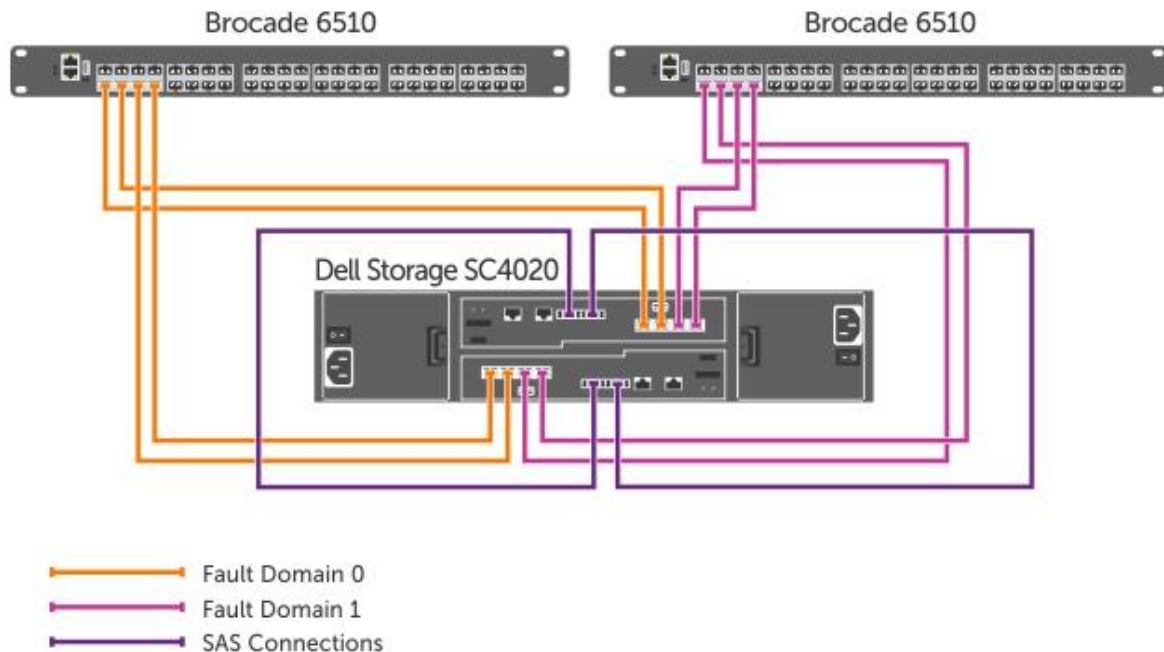 Brocade 6510
Brocade 6510
Dell Storage SC4020
Fault Domain 0
Fault Domain 1
SAS Connections